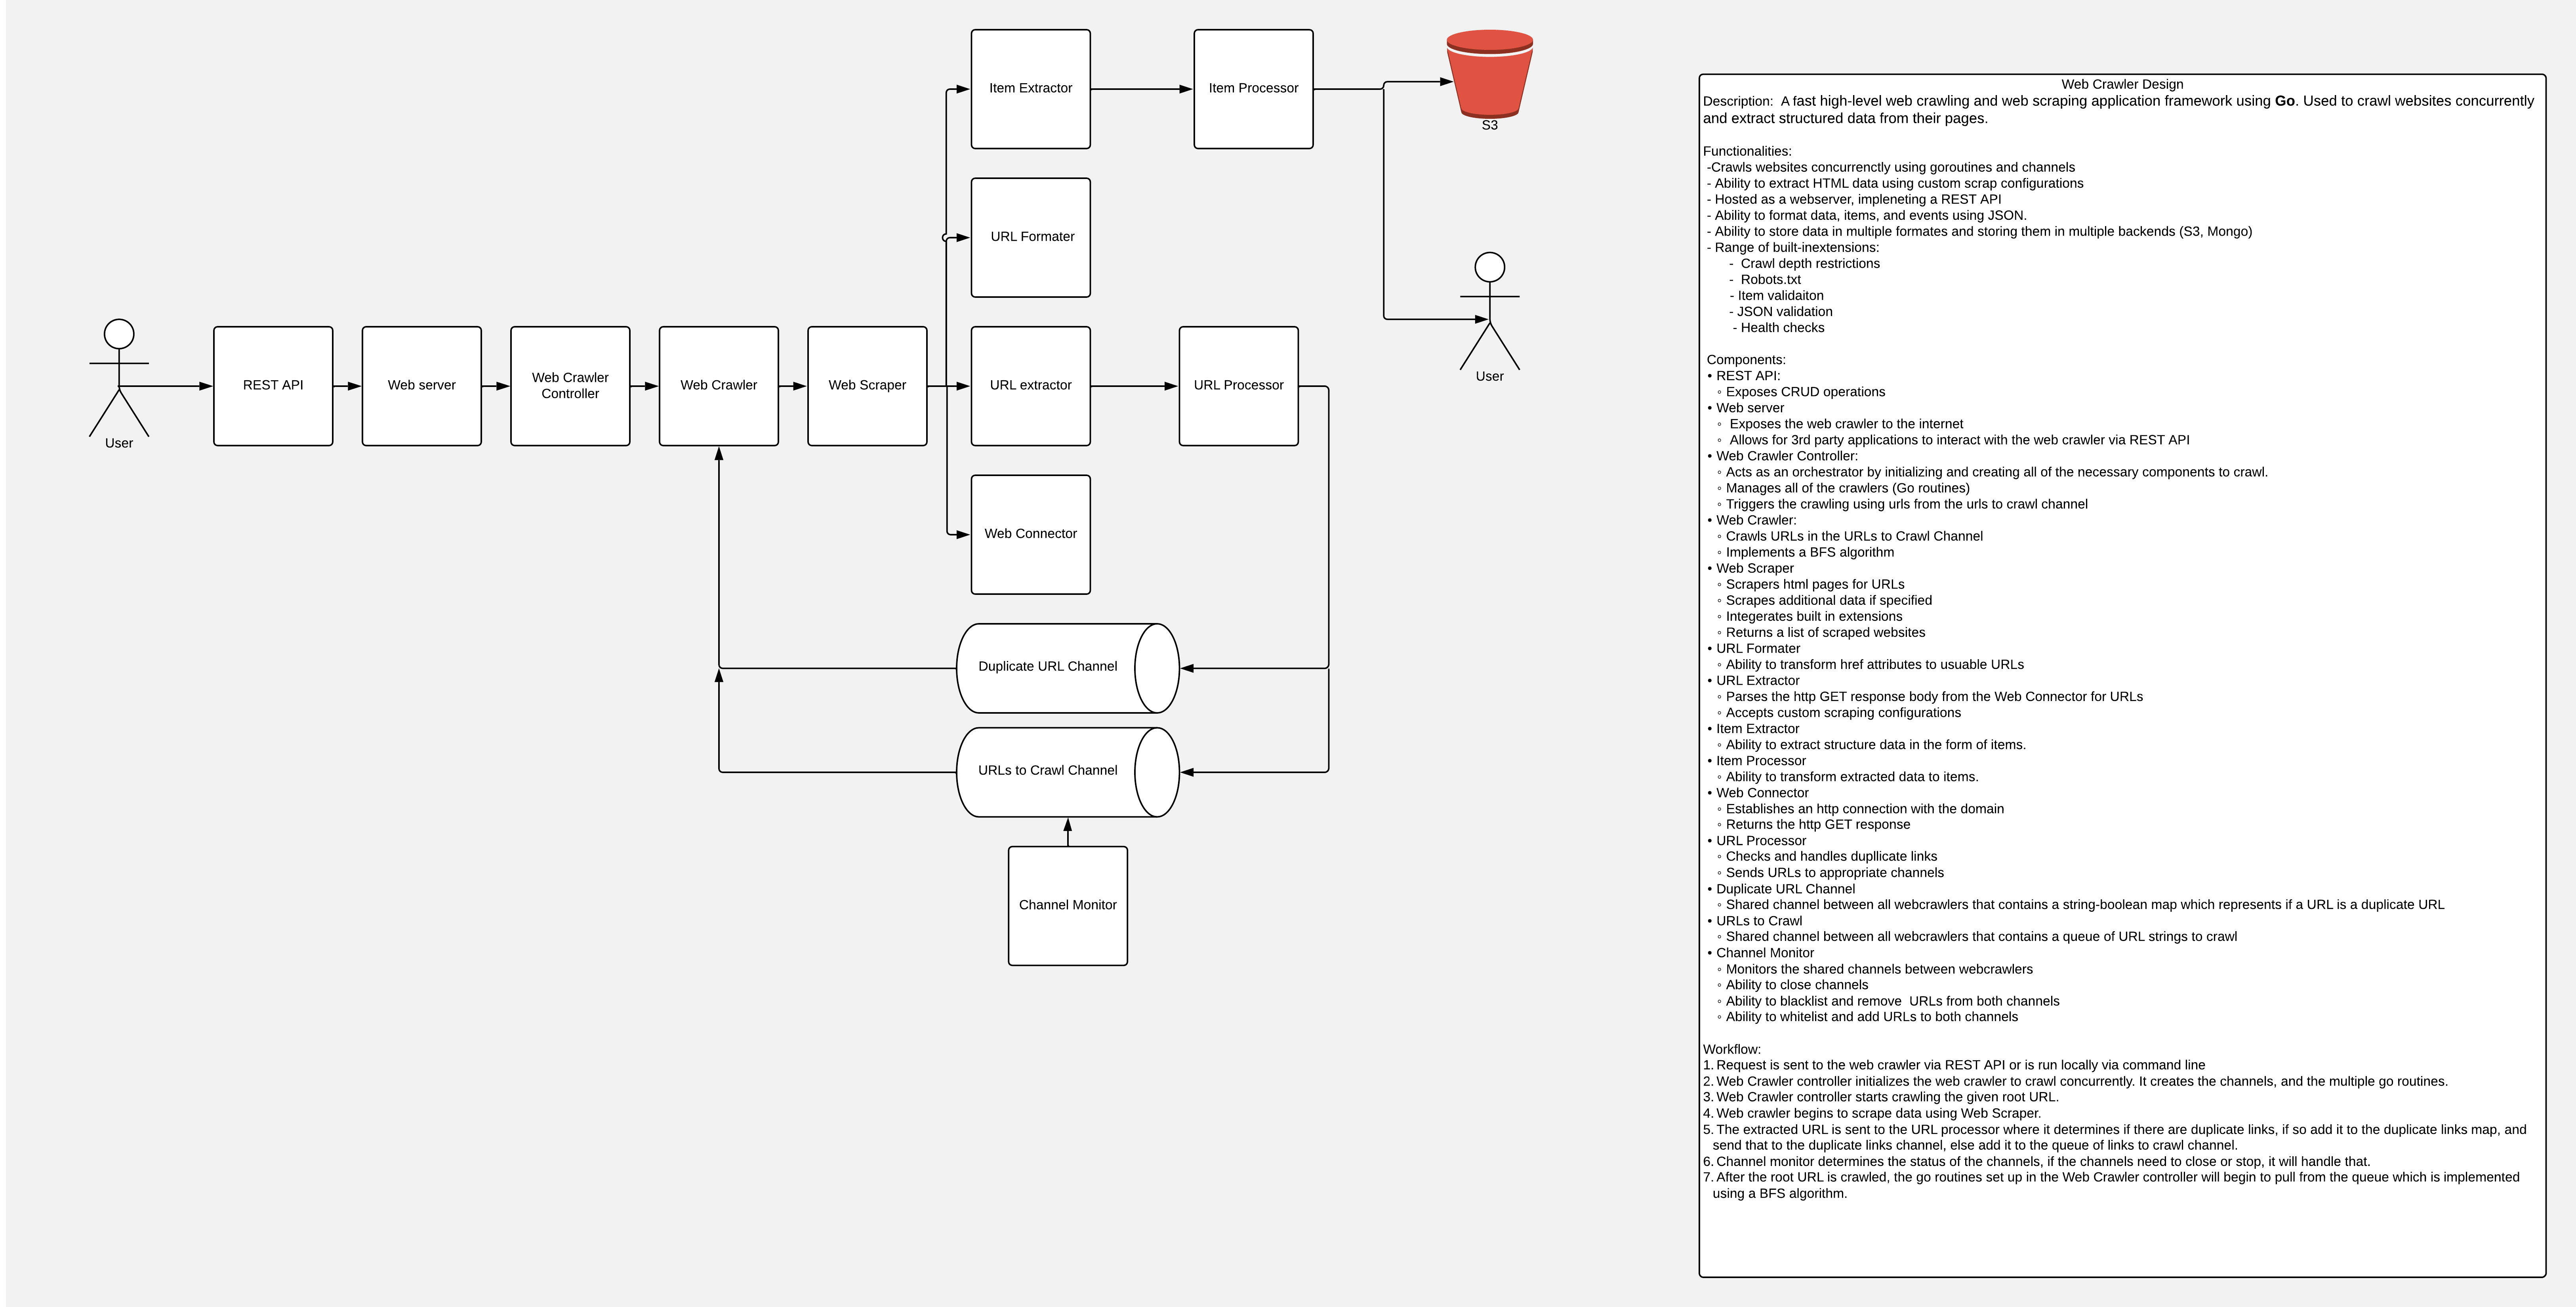 Item Extractor
Item Processor
S3
URL Formater
User
REST API
Web server
Web Crawler
Controller
Web Crawler
Web Scraper
URL extractor
URL Processor
User
Web Connector
Duplicate URL Channel
URLs to Crawl Channel
Channel Monitor
Web Crawler Design
Description:  A fast high-level web crawling and web scraping application framework using Go. Used to crawl websites concurrently
and extract structured data from their pages.
Functionalities:
-Crawls websites concurrenctly using goroutines and channels
- Ability to extract HTML data using custom scrap configurations
- Hosted as a webserver, impleneting a REST API
- Ability to format data, items, and events using JSON.
- Ability to store data in multiple formates and storing them in multiple backends (S3, Mongo)
- Range of built-inextensions:
-  Crawl depth restrictions
-  Robots.txt
- Item validaiton
- JSON validation
- Health checks
Components:
• REST API:
◦ Exposes CRUD operations
• Web server
◦  Exposes the web crawler to the internet
◦  Allows for 3rd party applications to interact with the web crawler via REST API
• Web Crawler Controller:
◦ Acts as an orchestrator by initializing and creating all of the necessary components to crawl.
◦ Manages all of the crawlers (Go routines)
◦ Triggers the crawling using urls from the urls to crawl channel
• Web Crawler:
◦ Crawls URLs in the URLs to Crawl Channel
◦ Implements a BFS algorithm
• Web Scraper
◦ Scrapers html pages for URLs
◦ Scrapes additional data if specified
◦ Integerates built in extensions
◦ Returns a list of scraped websites
• URL Formater
◦ Ability to transform href attributes to usuable URLs
• URL Extractor
◦ Parses the http GET response body from the Web Connector for URLs
◦ Accepts custom scraping configurations
• Item Extractor
◦ Ability to extract structure data in the form of items.
• Item Processor
◦ Ability to transform extracted data to items.
• Web Connector
◦ Establishes an http connection with the domain
◦ Returns the http GET response
• URL Processor
◦ Checks and handles dupllicate links
◦ Sends URLs to appropriate channels
• Duplicate URL Channel
◦ Shared channel between all webcrawlers that contains a string-boolean map which represents if a URL is a duplicate URL
• URLs to Crawl
◦ Shared channel between all webcrawlers that contains a queue of URL strings to crawl
• Channel Monitor
◦ Monitors the shared channels between webcrawlers
◦ Ability to close channels
◦ Ability to blacklist and remove  URLs from both channels
◦ Ability to whitelist and add URLs to both channels
Workflow:
1. Request is sent to the web crawler via REST API or is run locally via command line
2. Web Crawler controller initializes the web crawler to crawl concurrently. It creates the channels, and the multiple go routines.
3. Web Crawler controller starts crawling the given root URL.
4. Web crawler begins to scrape data using Web Scraper.
5. The extracted URL is sent to the URL processor where it determines if there are duplicate links, if so add it to the duplicate links map, and
send that to the duplicate links channel, else add it to the queue of links to crawl channel.
6. Channel monitor determines the status of the channels, if the channels need to close or stop, it will handle that.
7. After the root URL is crawled, the go routines set up in the Web Crawler controller will begin to pull from the queue which is implemented
using a BFS algorithm.